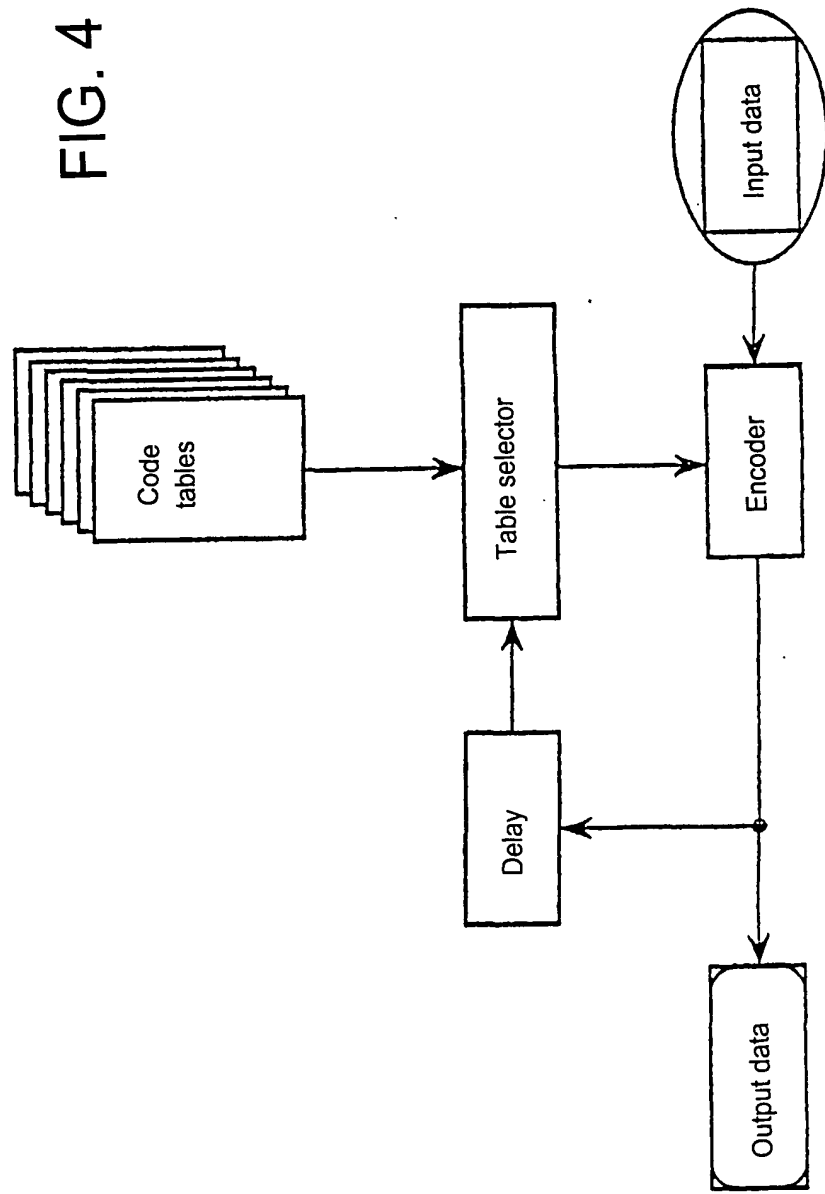 FIG. 4
Code
tables
Table selector
Delay
Input data
Encoder
Output data